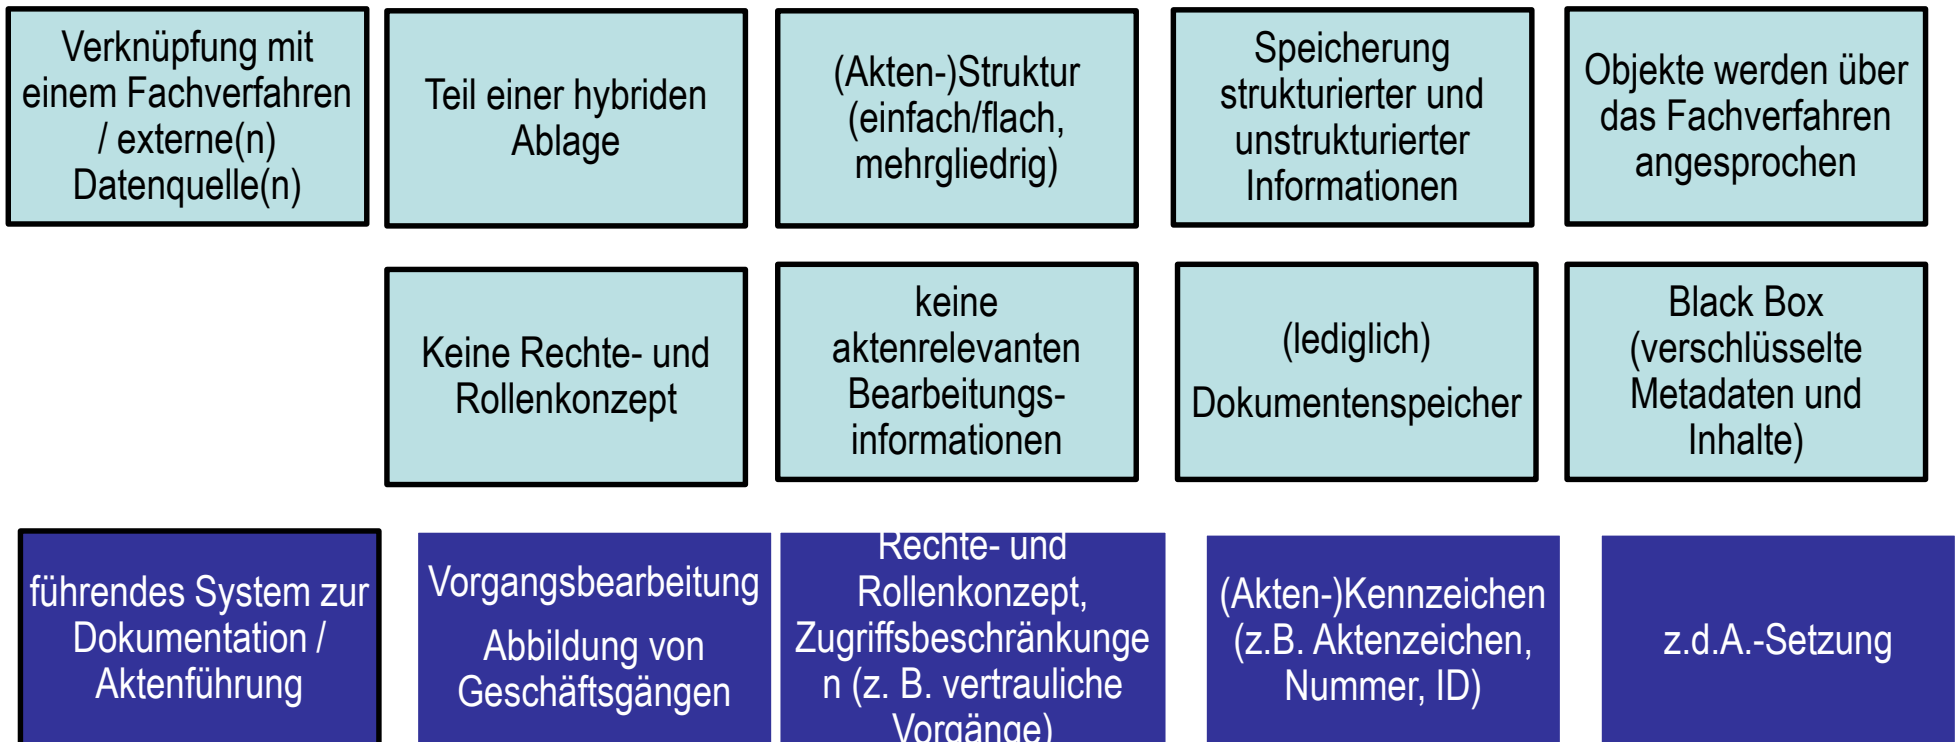 Verknüpfung mit
einem Fachverfahren
/ externe(n)
Datenquelle(n)
Teil einer hybriden
Ablage
(Akten-)Struktur
(einfach/flach,
mehrgliedrig)
Speicherung
strukturierter und
unstrukturierter
Informationen
Objekte werden über
das Fachverfahren
angesprochen
Keine Rechte- und
Rollenkonzept
keine
aktenrelevanten
Bearbeitungs-
informationen
(lediglich)
Dokumentenspeicher
Black Box
(verschlüsselte
Metadaten und
Inhalte)
führendes System zur
Dokumentation /
Aktenführung
Vorgangsbearbeitung
Abbildung von
Geschäftsgängen
Rechte- und
Rollenkonzept,
Zugriffsbeschränkunge
n (z. B. vertrauliche
Vorgänge)
(Akten-)Kennzeichen
(z.B. Aktenzeichen,
Nummer, ID)
z.d.A.-Setzung